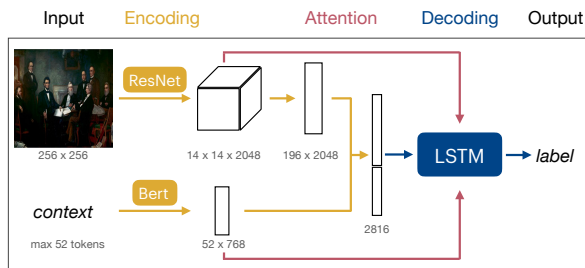 Input Encoding Attention Decoding Output
ResNet
256 x 256
14 x 14 x 2048
196 x 2048
LSTM
label
Bert
context
max 52 tokens
52 x 768
2816